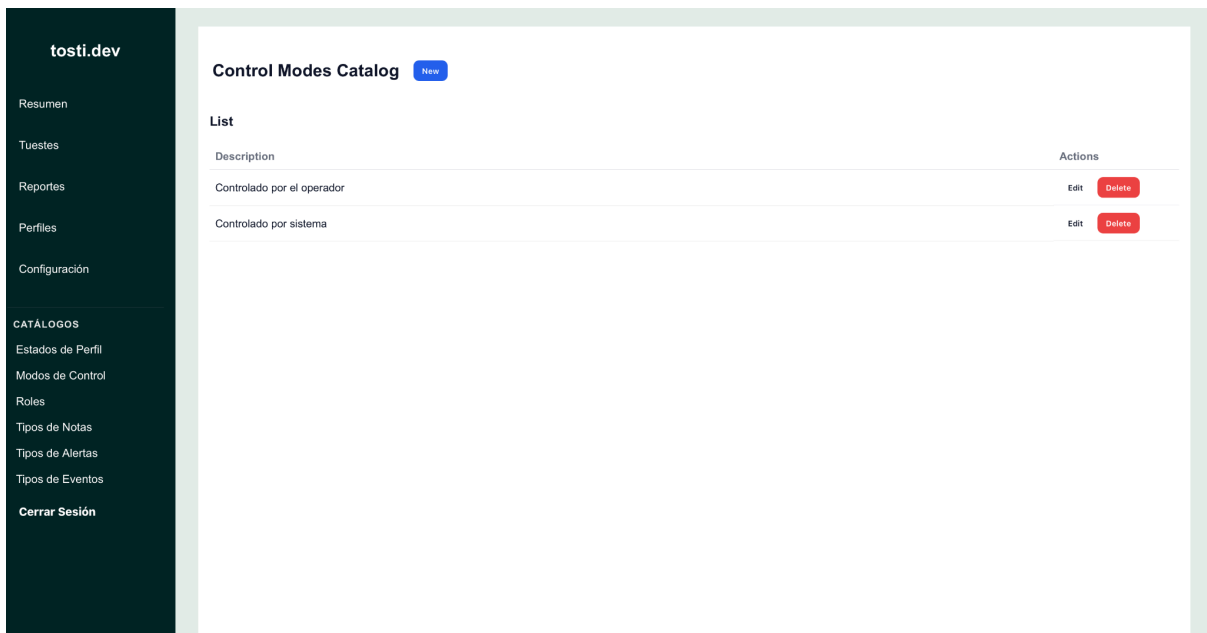 tosti.dev
Resumen
Tuestes
Reportes
Perfiles
Configuración
CATÁLOGOS
Estados de Perfil
Modos de Control
Roles
Tipos de Notas
Tipos de Alertas
Tipos de Eventos
Cerrar Sesión
Control Modes Catalog New
List
Description Actions
Controlado por el operador Edit Delete
Controlado por sistema Edit Delete